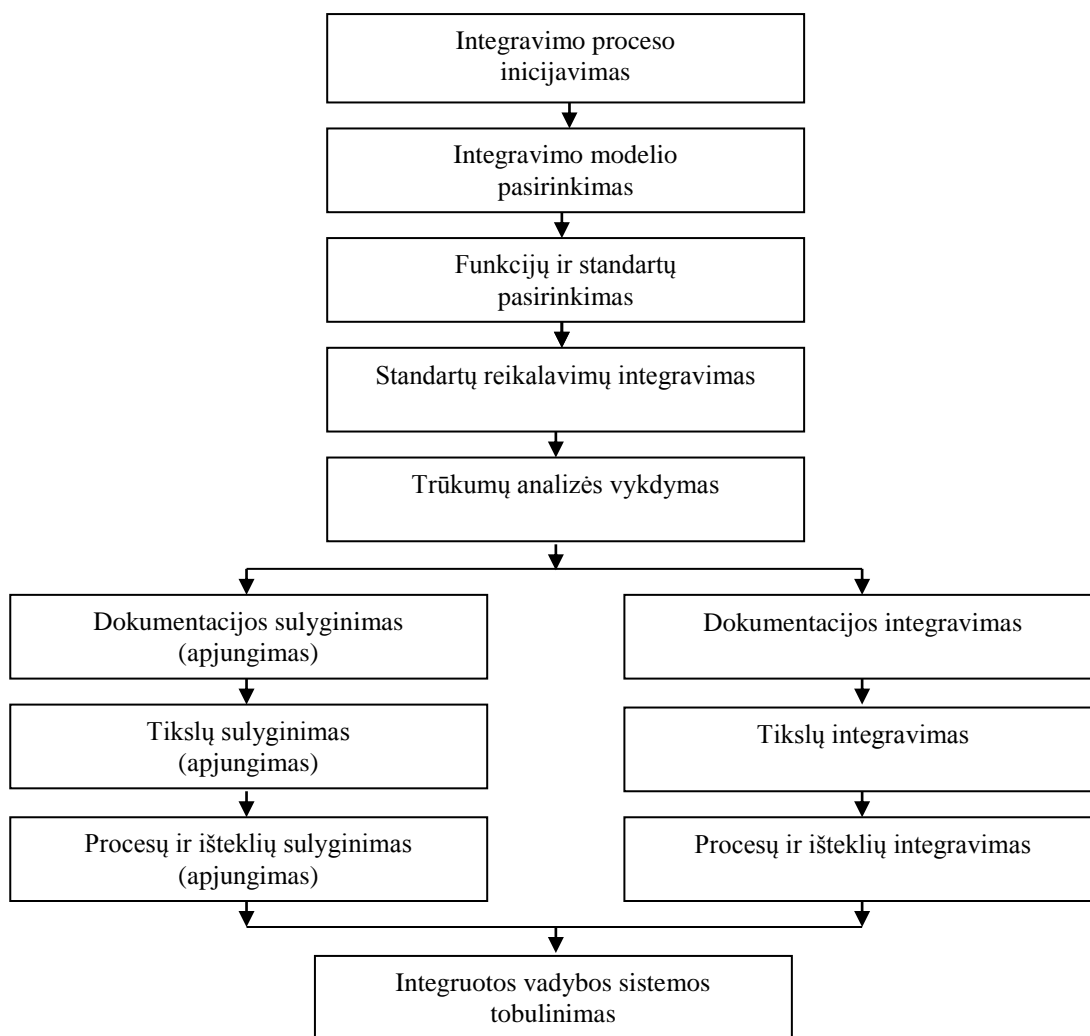 Integravimo proceso
inicijavimas
Integravimo modelio
pasirinkimas
Funkcijų ir standartų
pasirinkimas
Standartų reikalavimų integravimas
Trūkumų analizės vykdymas
Dokumentacijos sulyginimas
(apjungimas)
Dokumentacijos integravimas
Tikslų sulyginimas
(apjungimas)
Tikslų integravimas
Procesų ir išteklių sulyginimas
(apjungimas)
Procesų ir išteklių integravimas
Integruotos vadybos sistemos
tobulinimas